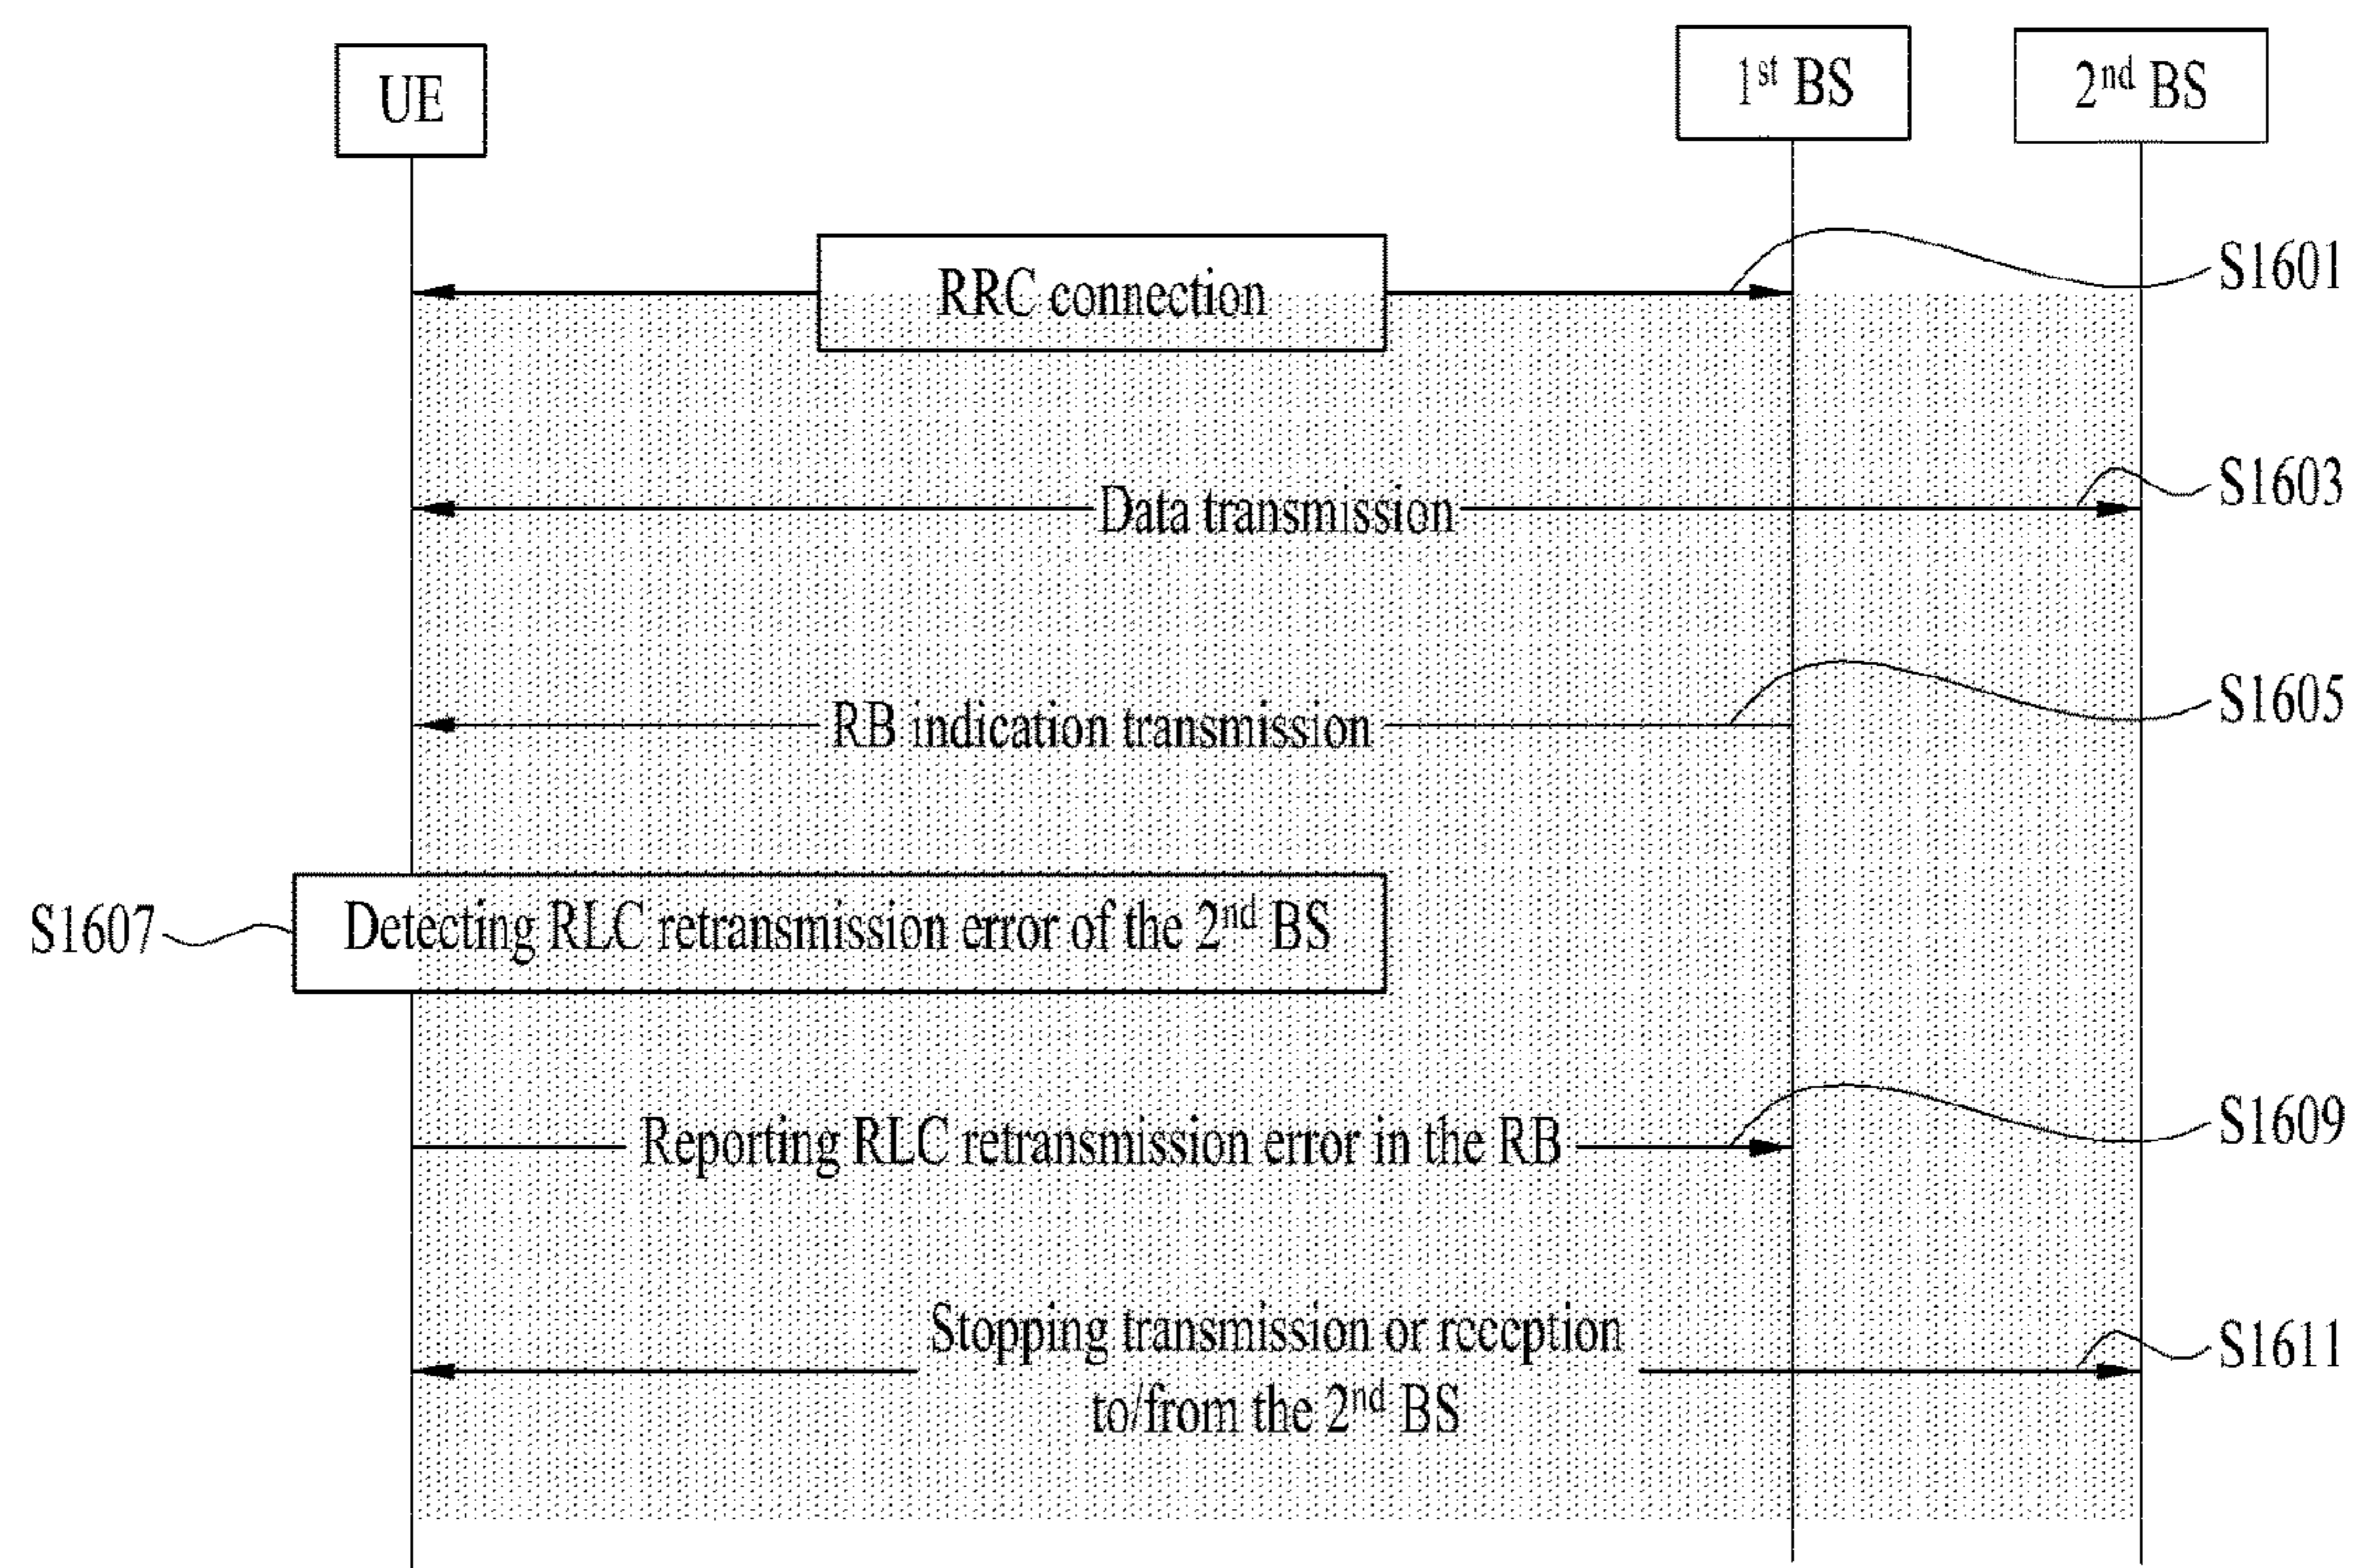 UE
1st BS
2nd BS
RRC connection
S1601
Data transmission
S1603
RB indication transmission
S1605
S1607
Detecting RLC retransmission error of the 2nd BS
Reporting RLC retransmission error in the RB
S1609
Stopping transmission or reception
to/from the 2nd BS
S1611